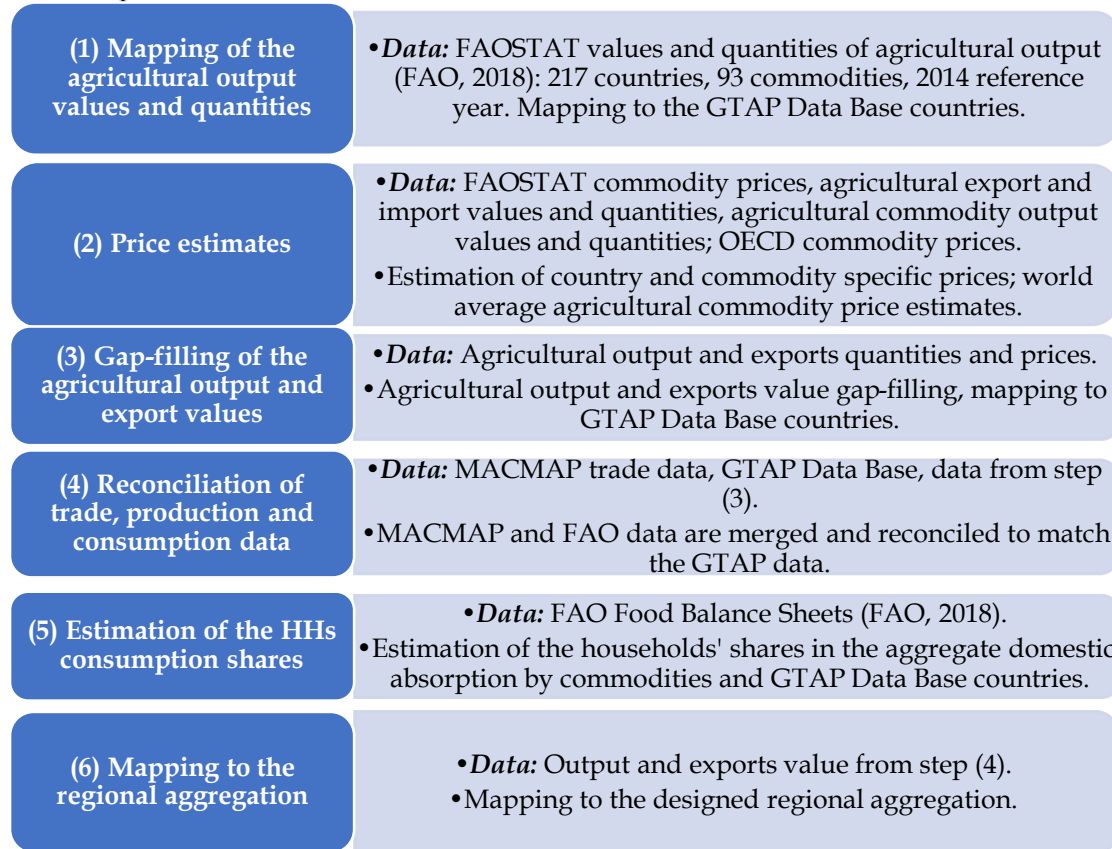 (1) Mapping of the
agricultural output
values and quantities
•Data: FAOSTAT values and quantities of agricultural output
(FAO, 2018): 217 countries, 93 commodities, 2014 reference
year. Mapping to the GTAP Data Base countries.
(2) Price estimates
•Data: FAOSTAT commodity prices, agricultural export and
import values and quantities, agricultural commodity output
values and quantities; OECD commodity prices.
•Estimation of country and commodity specific prices; world
average agricultural commodity price estimates.
(3) Gap-filling of the
agricultural output and
export values
•Data: Agricultural output and exports quantities and prices.
•Agricultural output and exports value gap-filling, mapping to
GTAP Data Base countries.
(4) Reconciliation of
trade, production and
consumption data
•Data: MACMAP trade data, GTAP Data Base, data from step
(3).
•MACMAP and FAO data are merged and reconciled to match
the GTAP data.
(5) Estimation of the HHs
consumption shares
•Data: FAO Food Balance Sheets (FAO, 2018).
•Estimation of the households' shares in the aggregate domestic
absorption by commodities and GTAP Data Base countries.
(6) Mapping to the
regional aggregation
•Data: Output and exports value from step (4).
•Mapping to the designed regional aggregation.